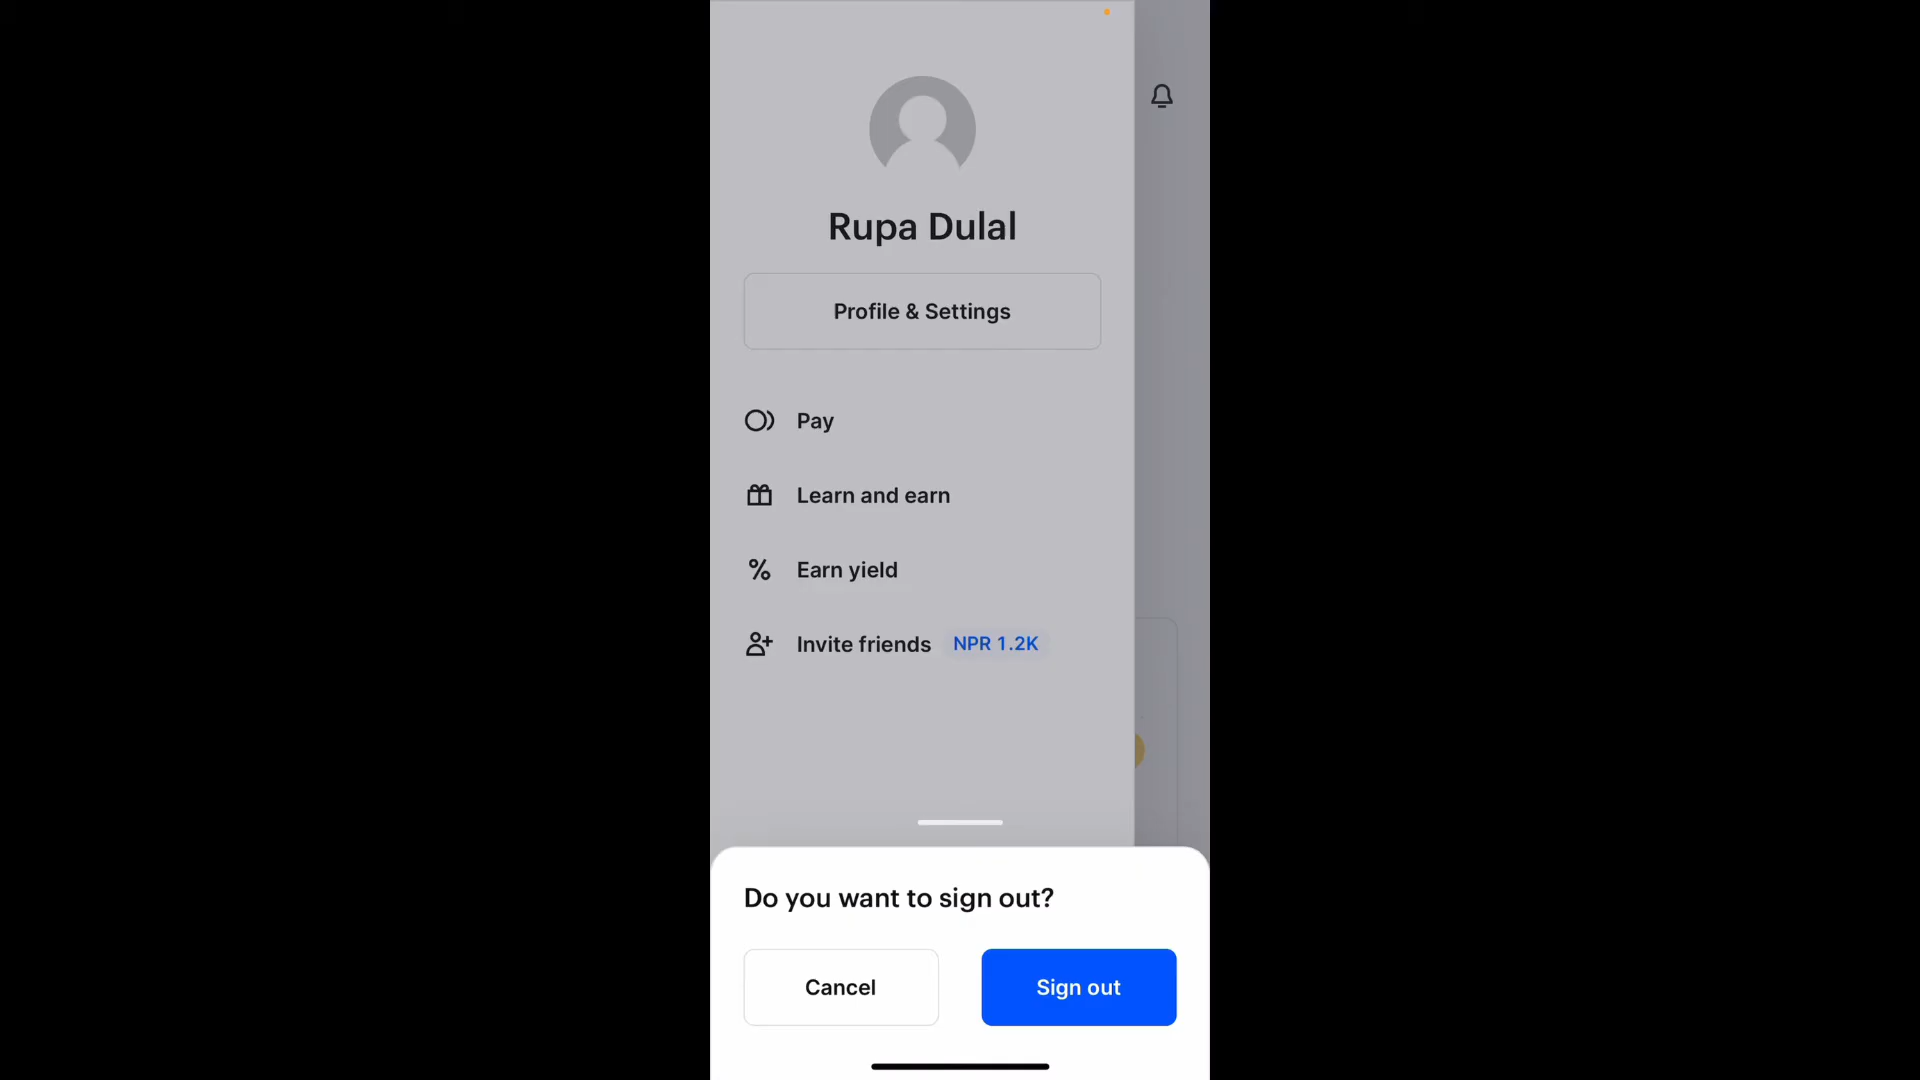 Rupa Dulal
Profile & Settings
Pay
Learn and earn
Earn yield
Invite friends NPR 1.2K
Do you want to sign out?
Cancel Sign out